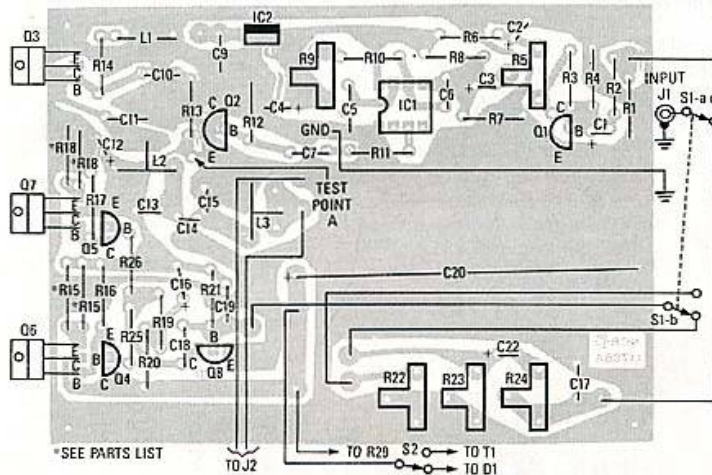 Q3
L1
IC2
R6
C2
R14
C9
R9
R10
R8
R5
C10
C3
R3
R4
R2
R1
INPUT
J1
S1-a
E
C
B
C11
R13
Q2
C
B
E
R12
C4
C5
IC1
C6
R7
Q1
C
B
E
C1
GND
*R18
*R18
C12
L2
C7
R11
TEST
POINT
A
Q7
E
C
B
R17
E
B
C
Q5
C13
C15
C14
L3
R26
C20
*R15
*R15
R16
C16
R21
C19
R19
S1-b
Q6
E
C
B
E
B
C
Q4
R25
R20
C18
C
B
E
Q8
R22
R23
R24
C22
C17
*SEE PARTS LIST
TO J2
TO R29
S2
TO T1
TO D1